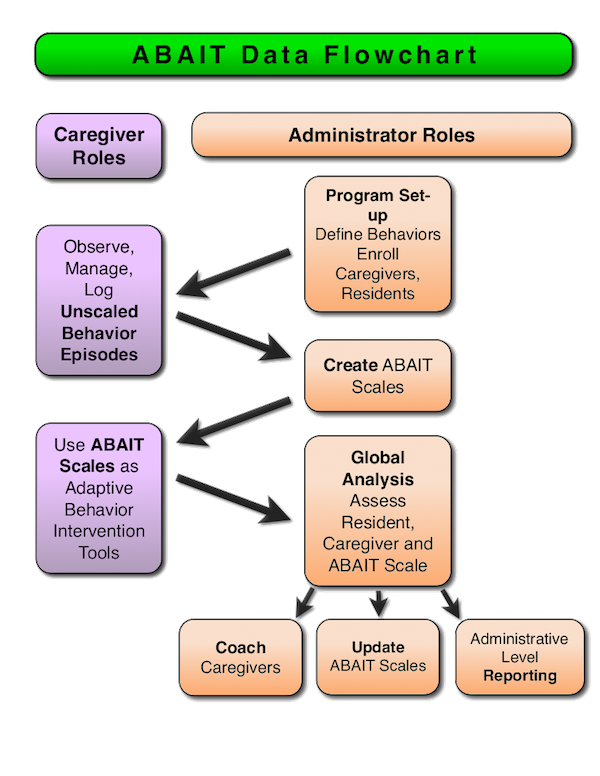 ABAIT Data Flowchart
Caregiver
Roles
Administrator Roles
Program Set-
up
Define Behaviors
Enroll
Caregivers,
Residents
Observe,
Manage,
Log
Unscaled
Behavior
Episodes
Create ABAIT
Scales
Use ABAIT
Scales as
Adaptive
Behavior
Intervention
Tools
Global
Analysis
Assess
Resident,
Caregiver and
ABAIT Scale
Coach
Caregivers
Update
ABAIT Scales
Administrative
Level
Reporting